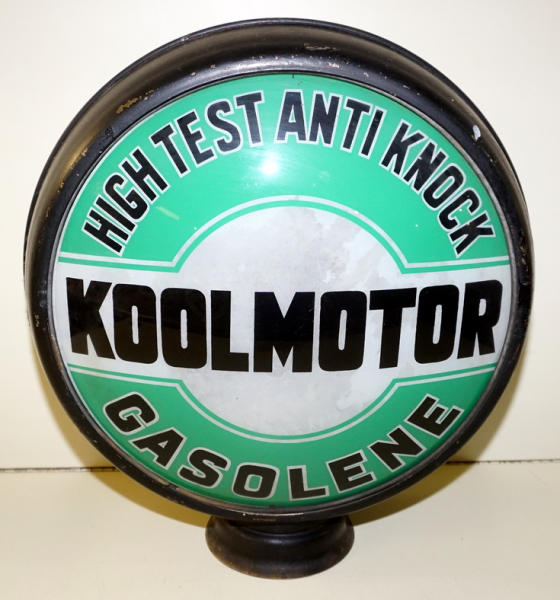 HIGH TEST ANTI KNOCK
KOOLMOTOR
GASOLENE